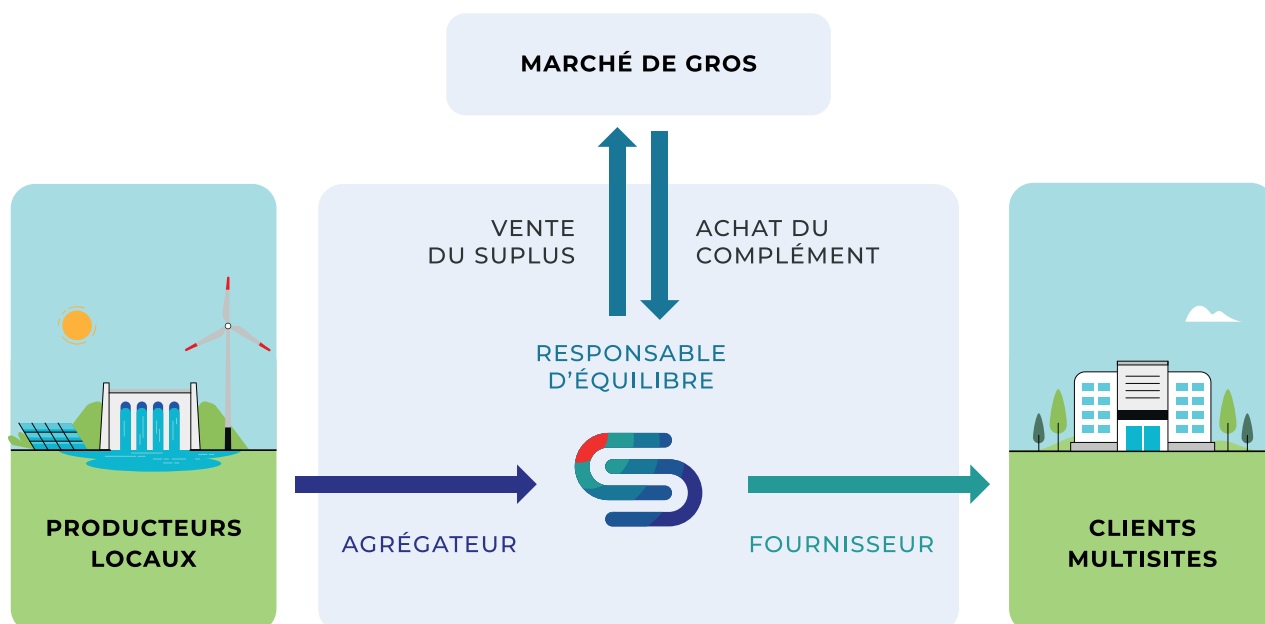 MARCHÉ DE GROS
VENTE
DU SUPLUS
ACHAT DU
COMPLÉMENT
RESPONSABLE
D'ÉQUILIBRE
PRODUCTEURS
LOCAUX
AGRÉGATEUR
FOURNISSEUR
CLIENTS
MULTISITES